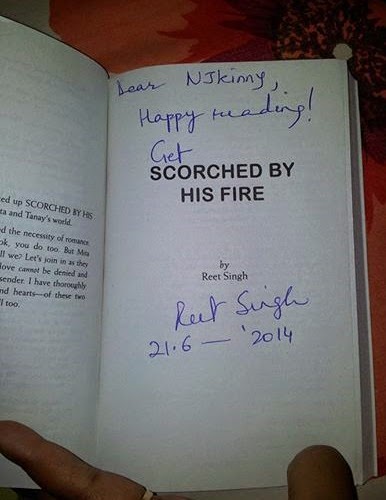 ed up SCORCHED BY HIS
ta and Tanay's world.
d the necessity of romance
ok, you do too. But Mita
ll we? Let's join in as they
love cannot be denied and
sender. I have thoroughly
nd hearts—of these two
l too.
Dear NJkinny,
Happy reading!
Get
SCORCHED BY
HIS FIRE
by
Reet Singh
Reet Singh
21.6 — '2014